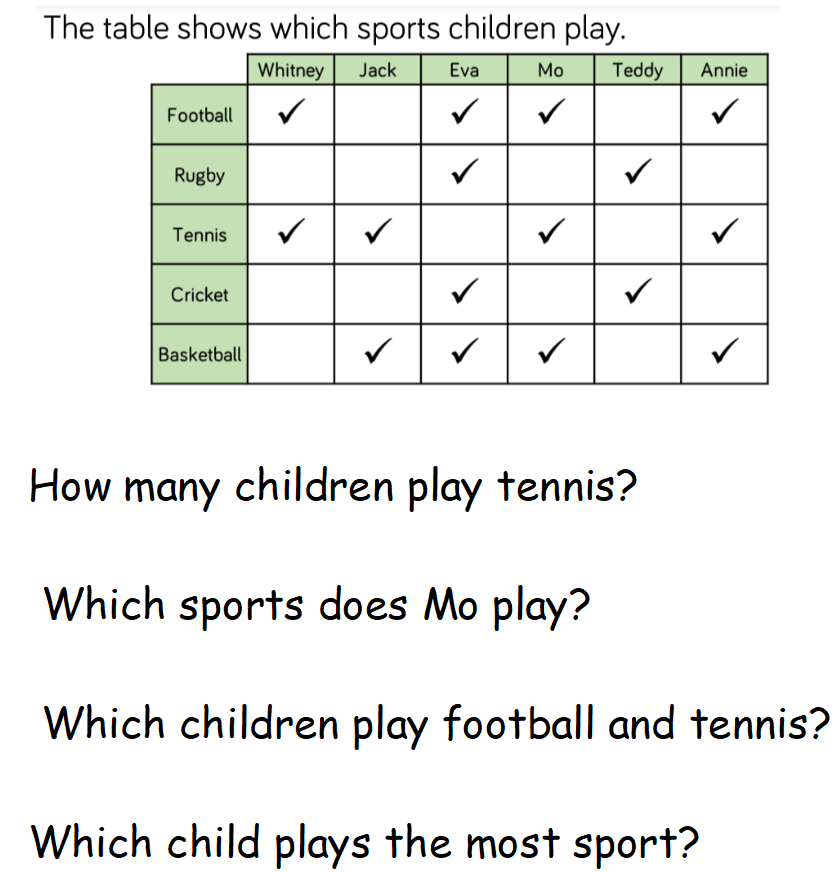 The table shows which sports children play.
Whitney Jack Eva Mo Teddy Annie
Football ✓ ✓ ✓ ✓
Rugby ✓ ✓
Tennis ✓ ✓ ✓ ✓
Cricket ✓ ✓
Basketball ✓ ✓ ✓ ✓
How many children play tennis?
Which sports does Mo play?
Which children play football and tennis?
Which child plays the most sport?